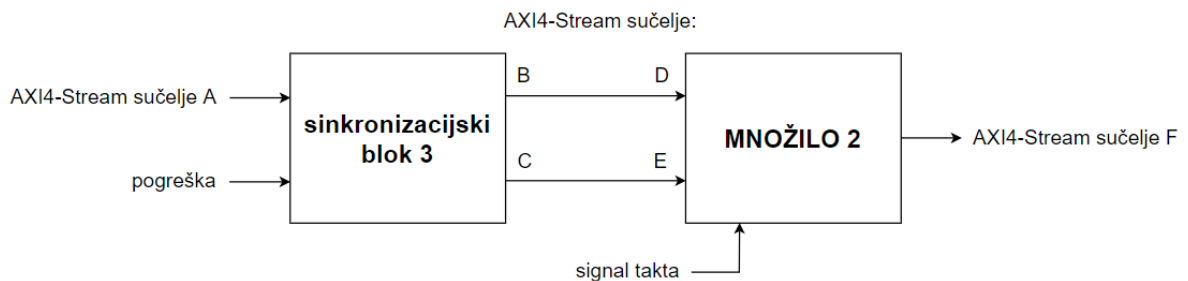 AXI4-Stream sučelje:
AXI4-Stream sučelje A
pogreška
sinkronizacijski
blok 3
B
D
C
E
MNOŽILO 2
AXI4-Stream sučelje F
signal takta